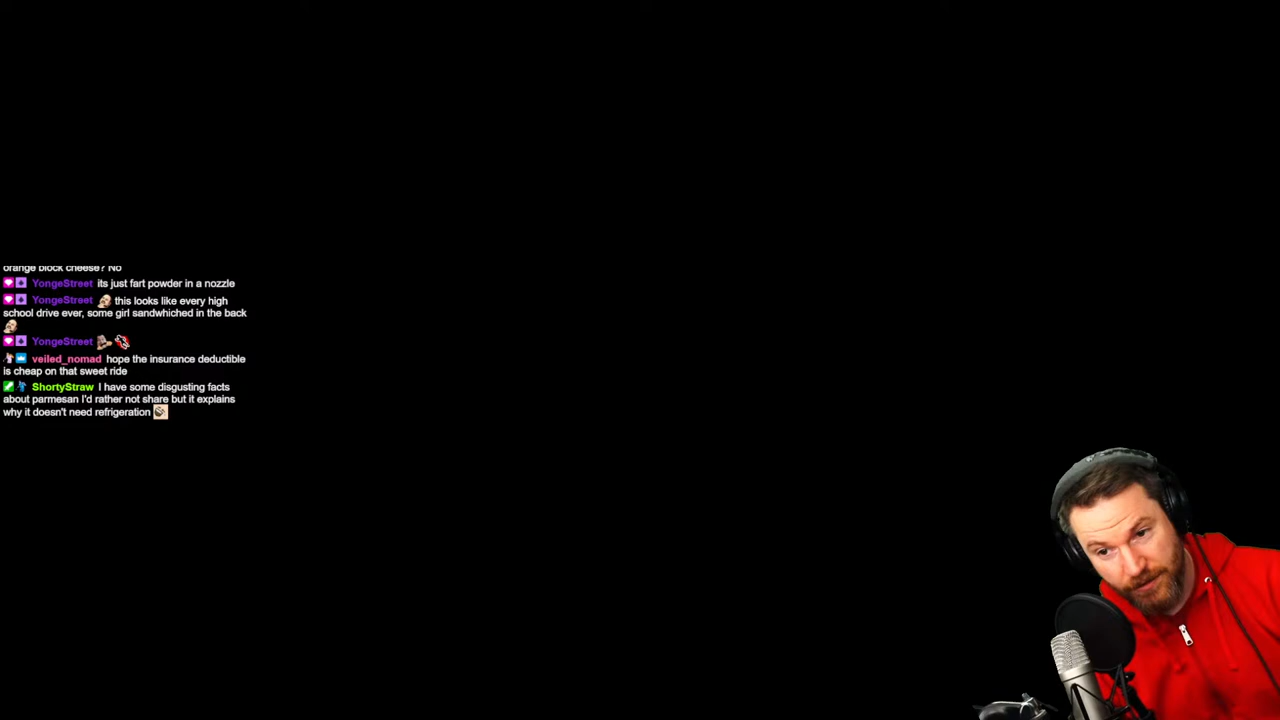 orange block cheese? No
YongeStreet its just fart powder in a nozzle
YongeStreet this looks like every high
school drive ever, some girl sandwhiched in the back
YongeStreet
veiled_nomad hope the insurance deductible
is cheap on that sweet ride
ShortyStraw I have some disgusting facts
about parmesan I'd rather not share but it explains
why it doesn't need refrigeration